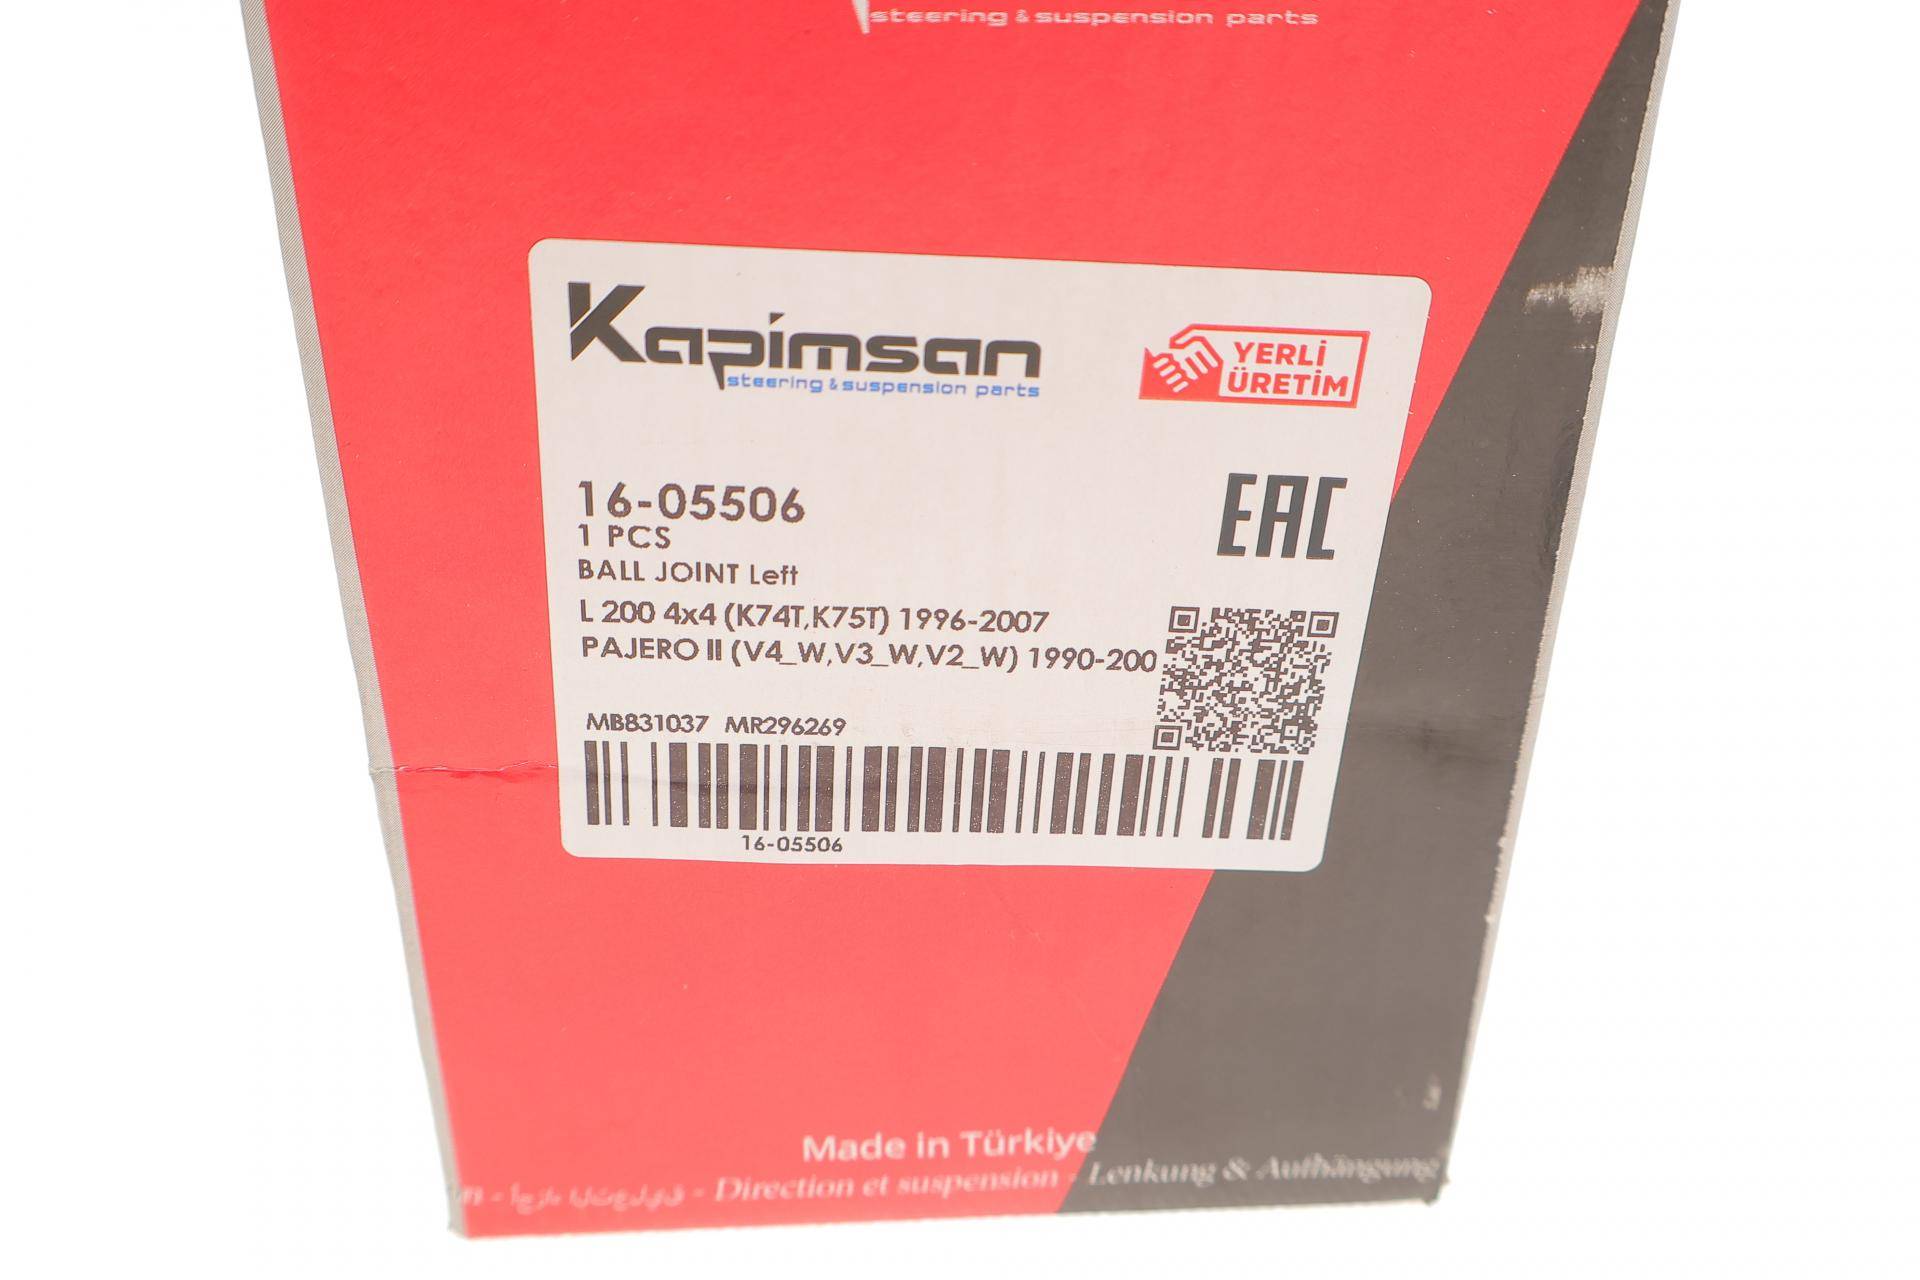 steering & suspension parts
Kapimsan
steering & suspension parts
YERLİ
ÜRETİM
16-05506
1 PCS
BALL JOINT Left
EAC
L 200 4x4 (K74T,K75T) 1996-2007
PAJERO II (V4_W,V3_W,V2_W) 1990-200
MB831037 MR296269
16-05506
Made in Türkiye
- Direction et suspension - Lenkung & Aufhängung